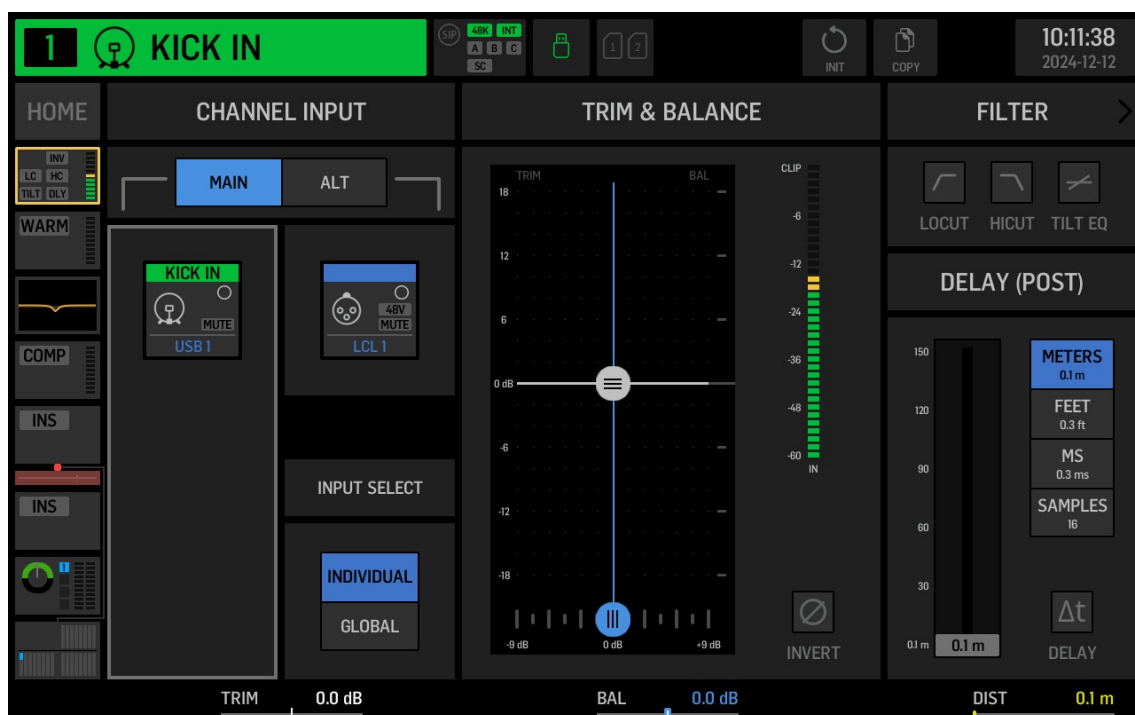 1 KICK IN
SIP
48K INT
A B C
SC
1 2
INIT
COPY
10:11:38
2024-12-12
HOME
CHANNEL INPUT
TRIM & BALANCE
FILTER
INV
LC HC
TILT DLY
WARM
COMP
INS
INS
1
MAIN
ALT
KICK IN
MUTE
USB 1
48V
MUTE
LCL 1
INPUT SELECT
INDIVIDUAL
GLOBAL
TRIM
BAL
18
12
6
0 dB
-6
-12
-18
-9 dB
0 dB
+9 dB
CLIP
-6
-12
-24
-36
-48
-60
IN
INVERT
LOCUT
HICUT
TILT EQ
DELAY (POST)
150
120
90
60
30
0.1 m
0.1 m
METERS
0.1 m
FEET
0.3 ft
MS
0.3 ms
SAMPLES
16
Δt
DELAY
TRIM 0.0 dB
BAL 0.0 dB
DIST 0.1 m